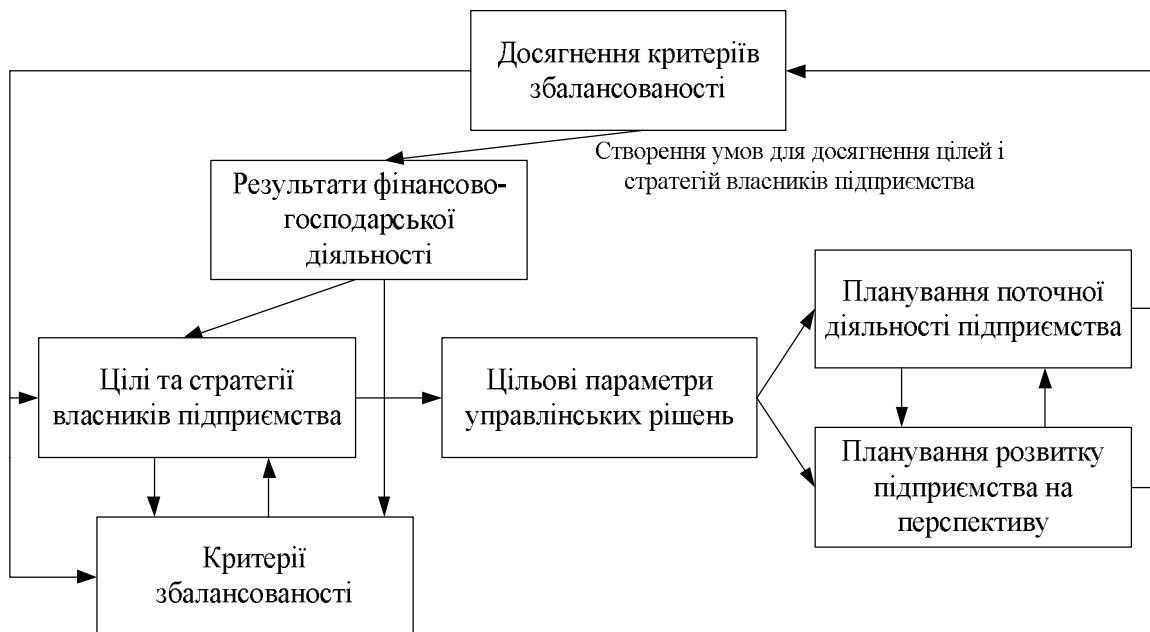 Досягнення критеріїв
збалансованості
Створення умов для досягнення цілей і
стратегій власників підприємства
Результати фінансово-
господарської
діяльності
Планування поточної
діяльності підприємства
Цілі та стратегії
власників підприємства
Цільові параметри
управлінських рішень
Планування розвитку
підприємства на
перспективу
Критерії
збалансованості